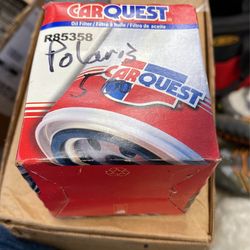 CARQUEST
Oil Filter / Filtre à huile / Filtro de aceite
R85358
Polaris
CARQUEST